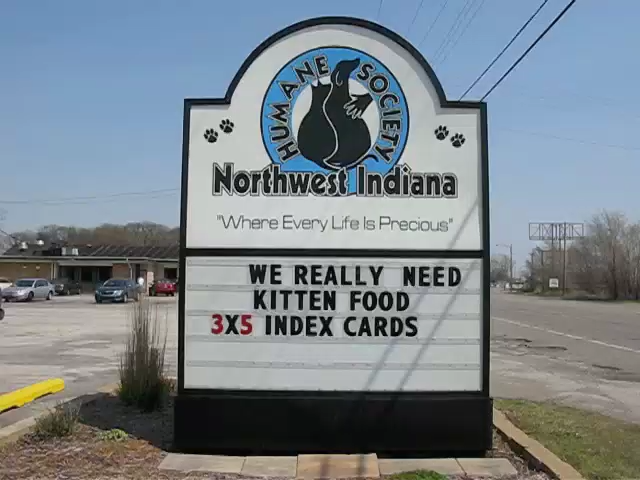 HUMANE SOCIETY
Northwest Indiana
"Where Every Life Is Precious"
WE REALLY NEED
KITTEN FOOD
3X5 INDEX CARDS